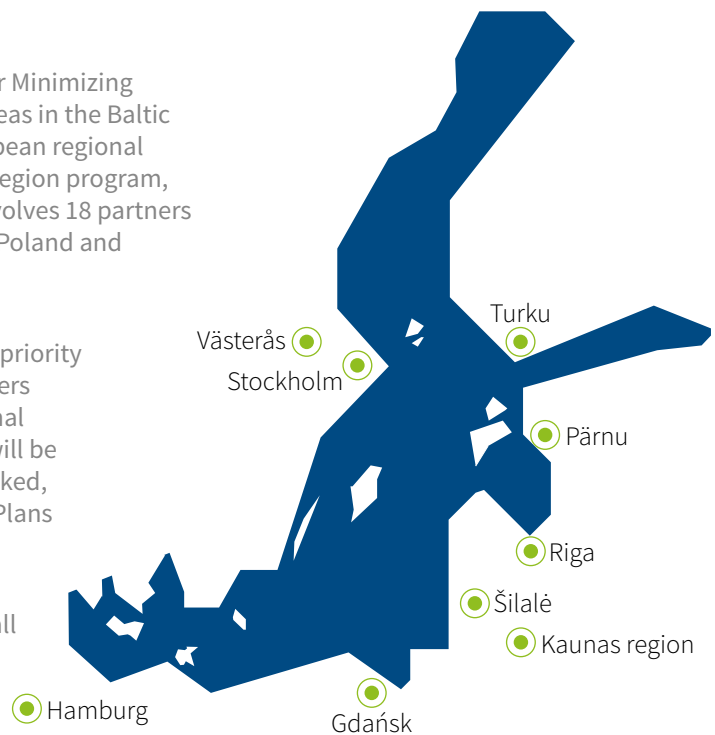 r Minimizing
eas in the Baltic
pean regional
egion program,
volves 18 partners
Poland and
priority
ers
nal
will be
ked,
Plans
all
Turku
Västerås
Stockholm
Pärnu
Riga
Šilalė
Kaunas region
Hamburg
Gdańsk